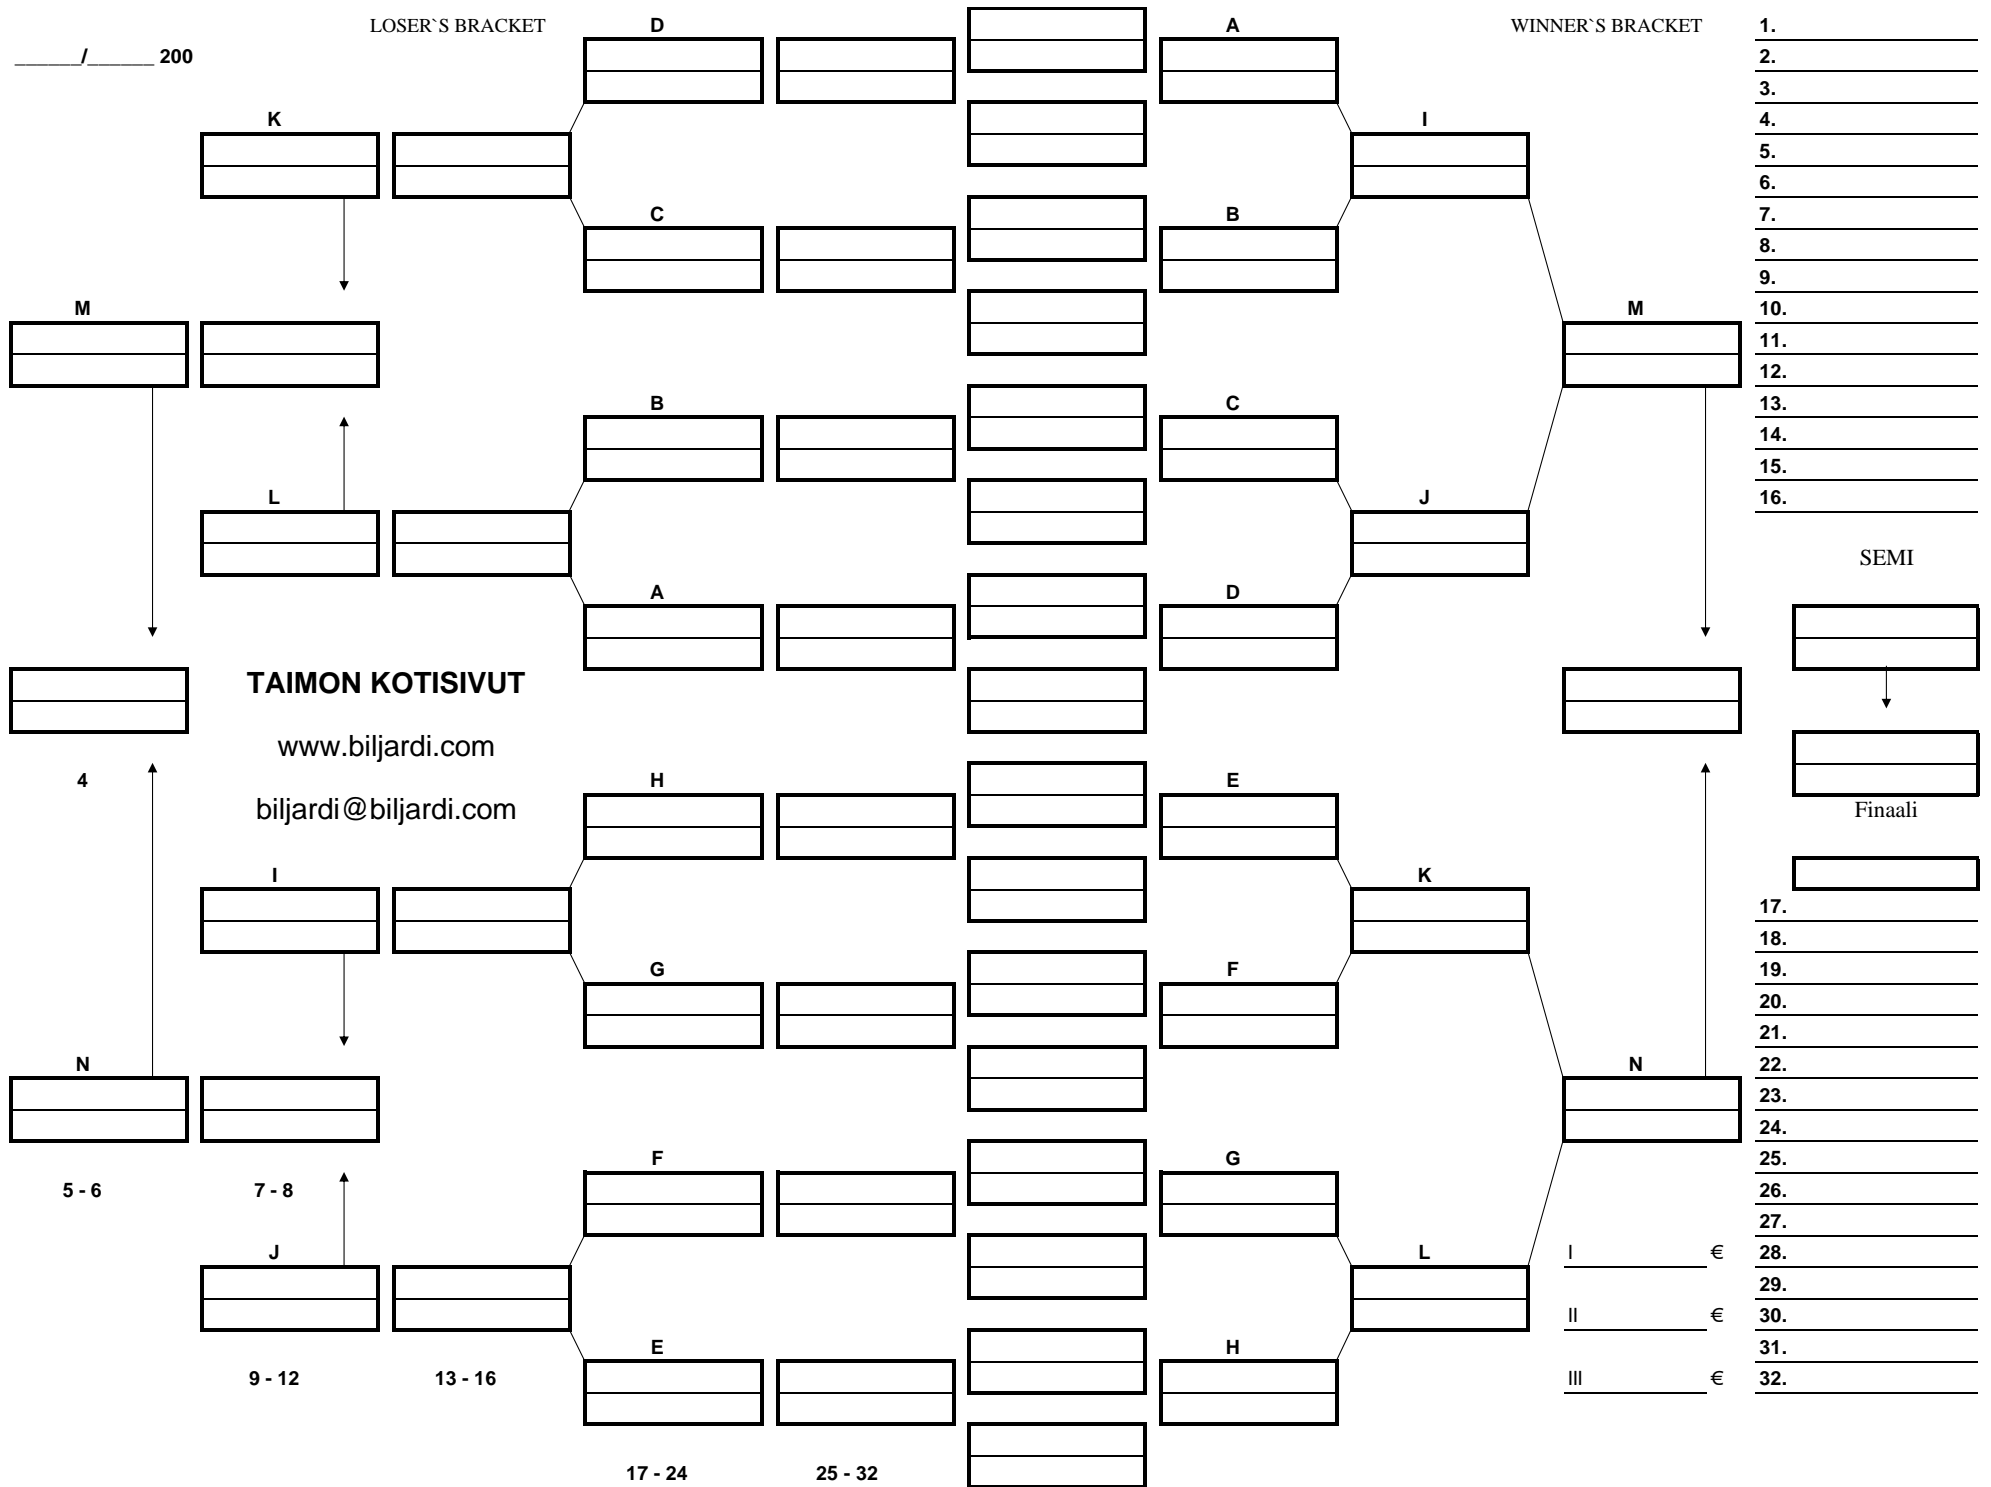 LOSER`S BRACKET D A WINNER`S BRACKET 1.
______/______ 200 2.
3.
K I 4.
5.
6.
C B 7.
8.
9.
M M 10.
11.
12.
B C 13.
14.
15.
L J 16.
SEMI
A D
TAIMON KOTISIVUT
www.biljardi.com
4 H E
biljardi@biljardi.com Finaali
I K
17.
18.
G F 19.
20.
21.
N N 22.
23.
24.
F G 25.
5 - 6 7 - 8 26.
27.
J L I € 28.
29.
II € 30.
E H 31.
9 - 12 13 - 16 III € 32.
17 - 24 25 - 32